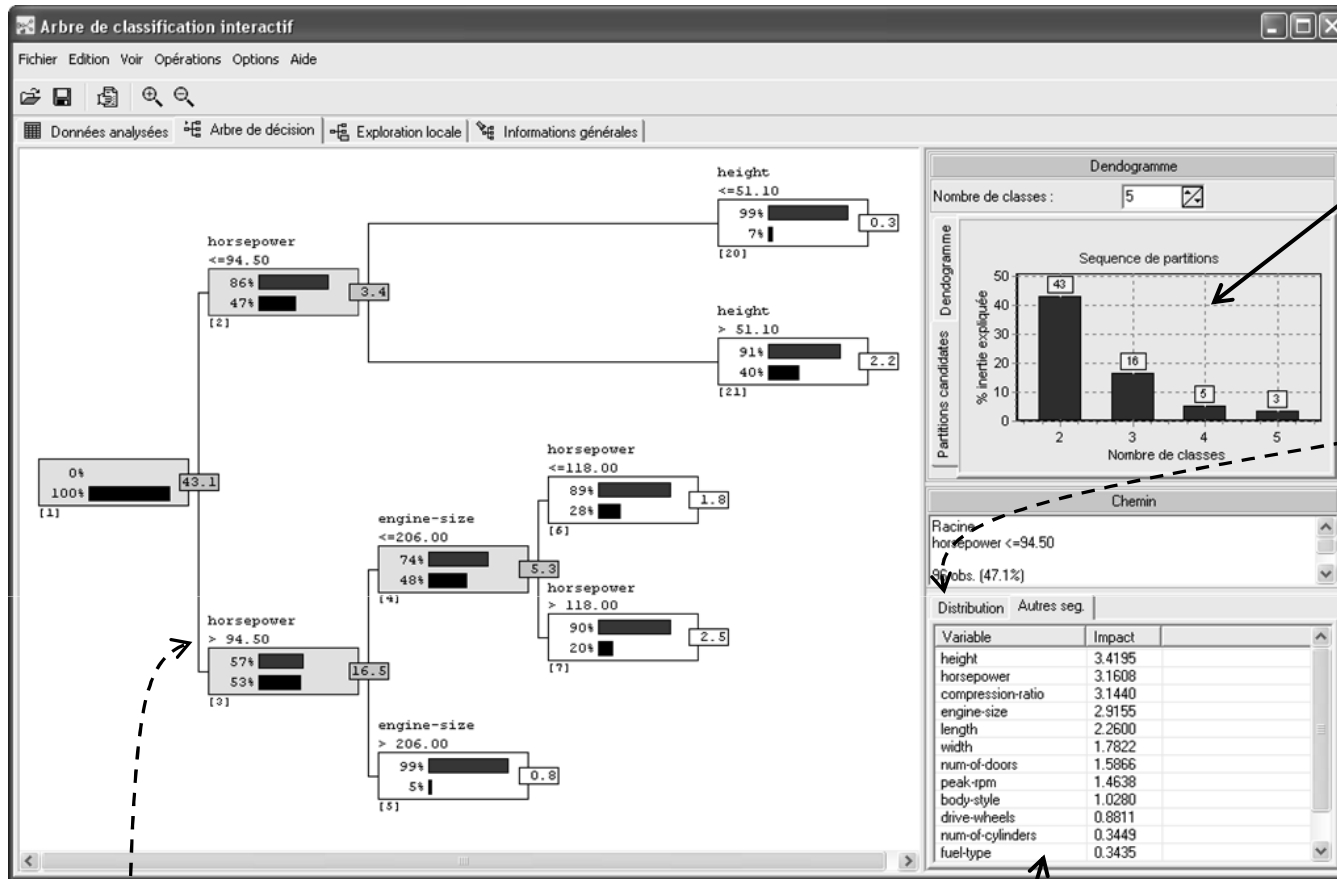 Arbre de classification interactif
Fichier Edition Voir Opérations Options Aide
Données analysées Arbre de décision Exploration locale Informations générales
height
<=51.10
99%
7%
0.3
[20]
horsepower
<=94.50
86%
47%
3.4
[2]
height
> 51.10
91%
40%
2.2
[21]
0%
100%
43.1
[1]
horsepower
<=118.00
89%
28%
1.8
[6]
engine-size
<=206.00
74%
48%
5.3
[4]
horsepower
> 118.00
90%
20%
2.5
[7]
horsepower
> 94.50
57%
53%
16.5
[3]
engine-size
> 206.00
99%
5%
0.8
[5]
Dendogramme
Nombre de classes : 5
Dendogramme
Partitions candidates
Sequence de partitions
% inertie expliquée
50
40
30
20
10
0
43
16
5
3
2 3 4 5
Nombre de classes
Chemin
Racine
horsepower <=94.50
96 obs. (47.1%)
Distribution Autres seg.
Variable Impact
height 3.4195
horsepower 3.1608
compression-ratio 3.1440
engine-size 2.9155
length 2.2600
width 1.7822
num-of-doors 1.5866
peak-rpm 1.4638
body-style 1.0280
drive-wheels 0.8811
num-of-cylinders 0.3449
fuel-type 0.3435